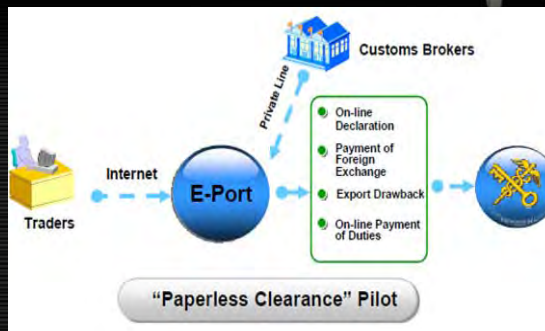 Customs Brokers
Private Line
Internet
Traders
E-Port
On-line
Declaration
Payment of
Foreign
Exchange
Export Drawback
On-line Payment
of Duties
“Paperless Clearance” Pilot